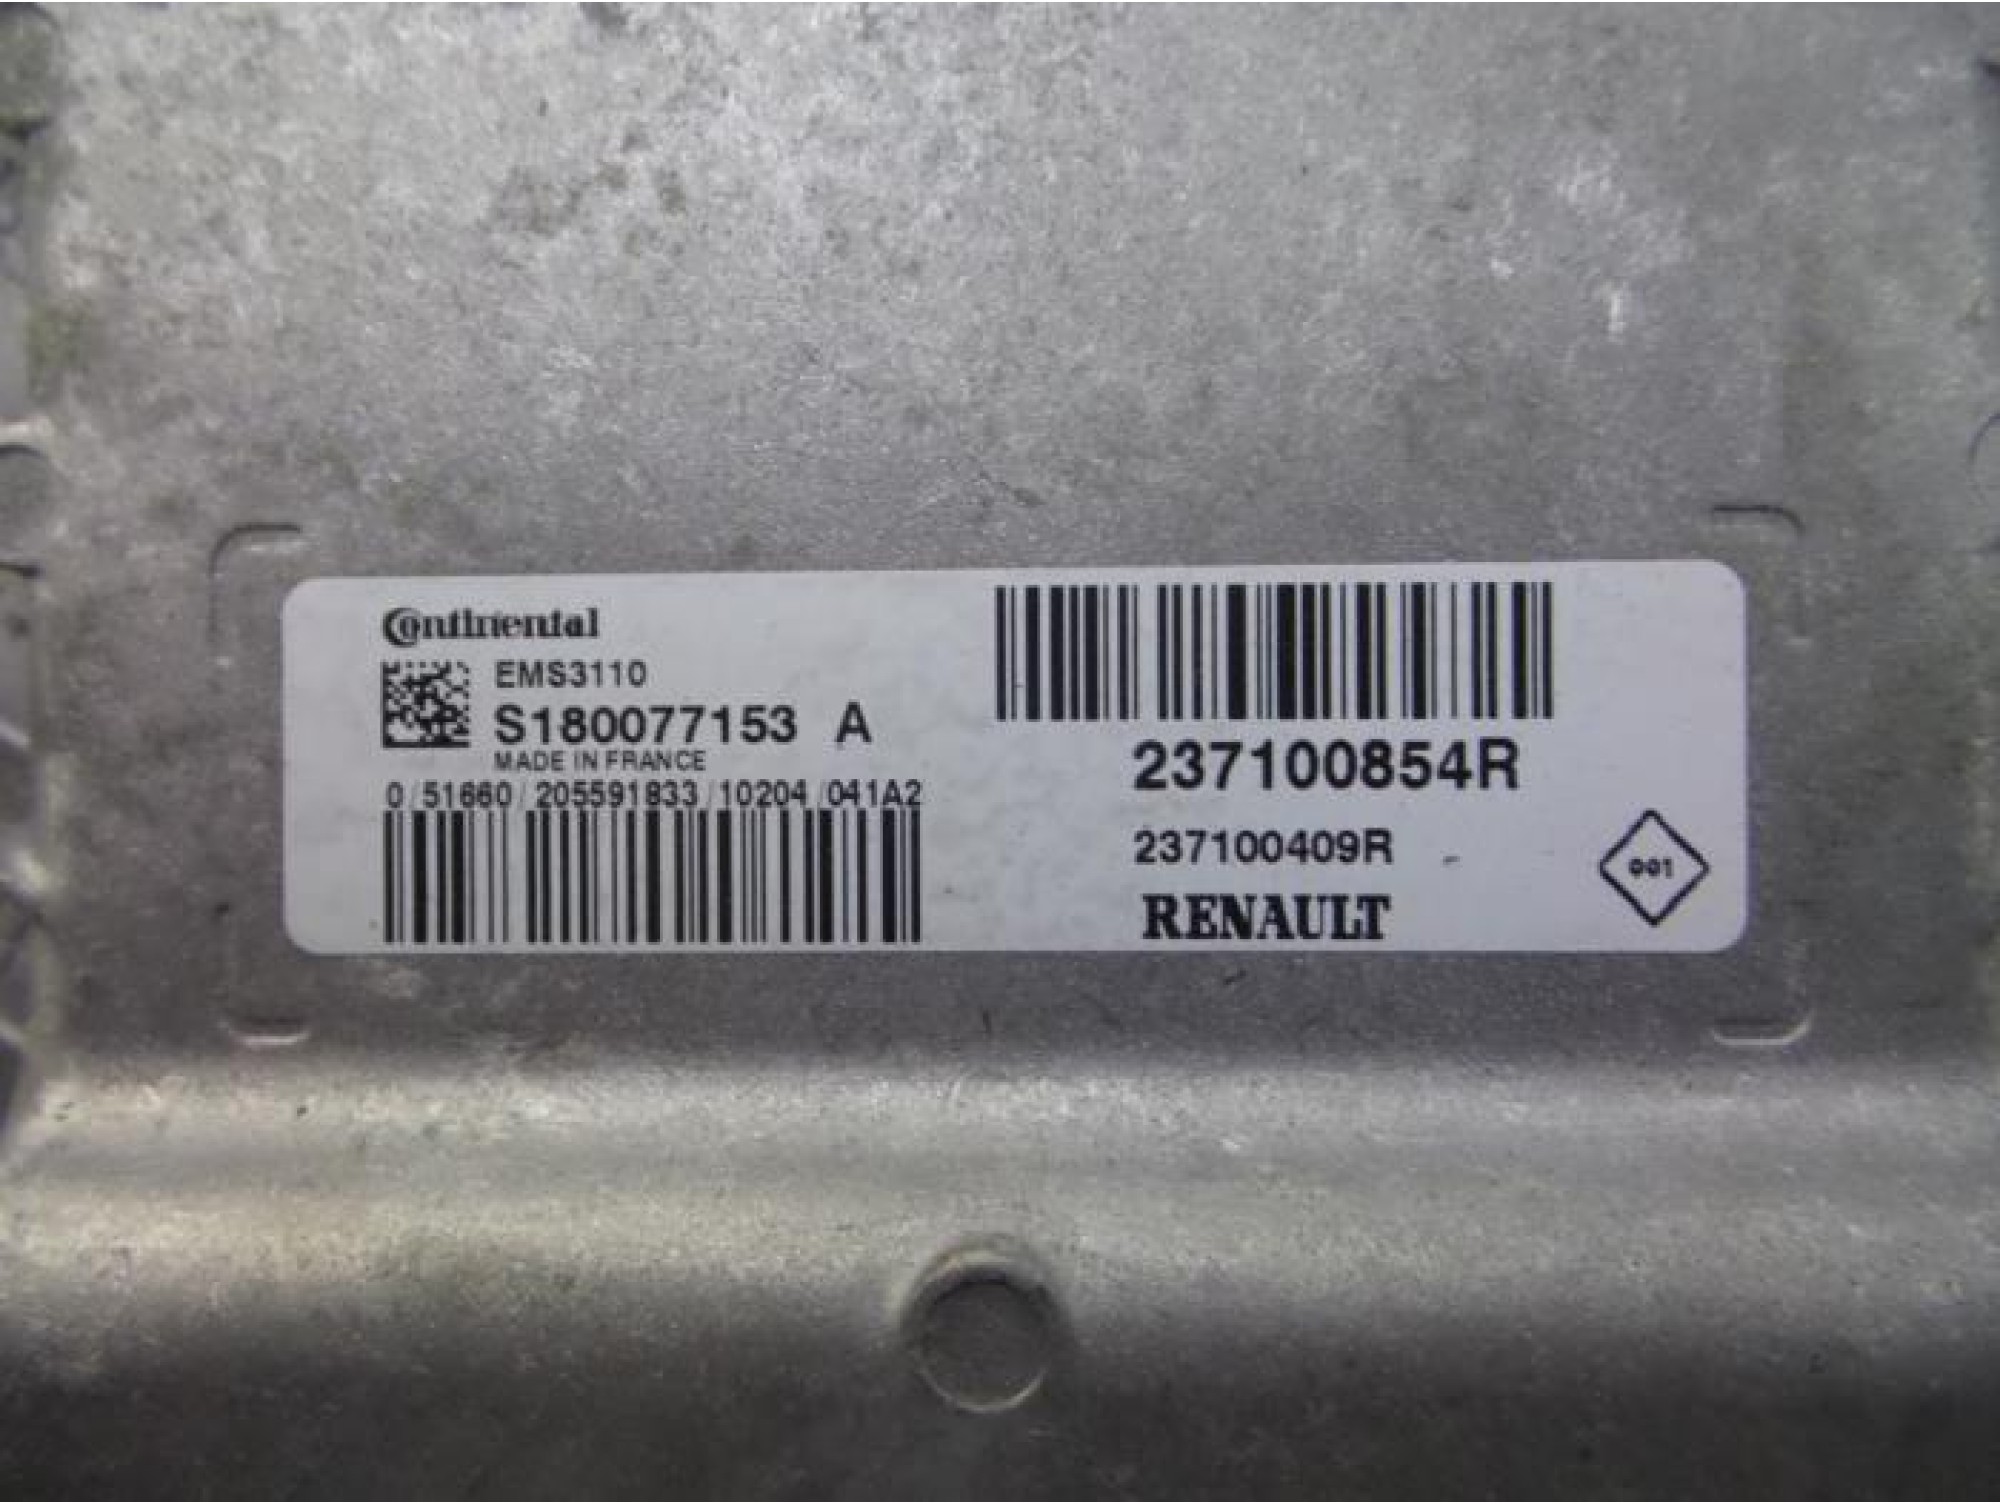 Continental
EMS3110
S180077153 A
MADE IN FRANCE
0/51660/205591833/10204/041A2
237100854R
237100409R -
RENAULT
001